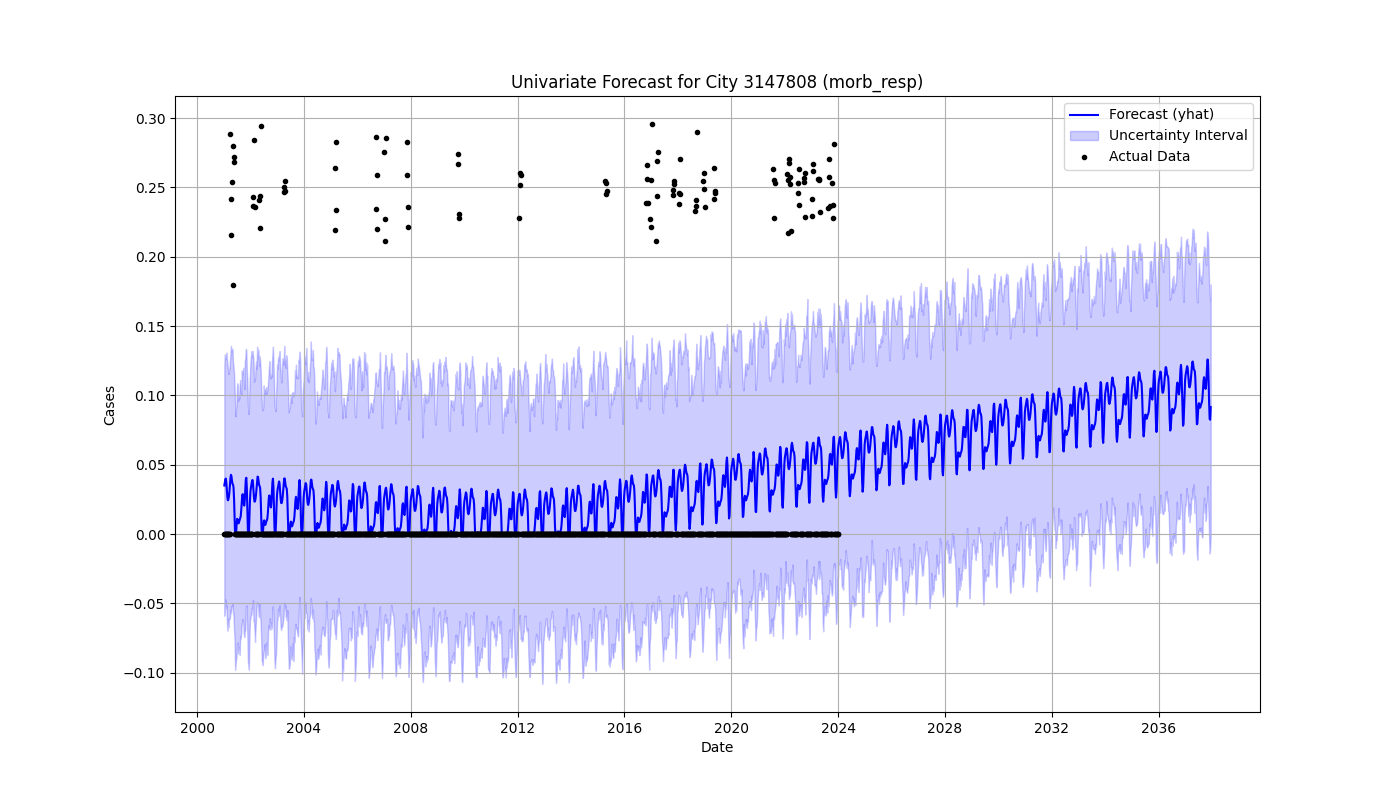 Univariate Forecast for City 3147808 (morb_resp)
Forecast (yhat)
Uncertainty Interval
Actual Data
Cases
0.30
0.25
0.20
0.15
0.10
0.05
0.00
−0.05
−0.10
2000 2004 2008 2012 2016 2020 2024 2028 2032 2036
Date